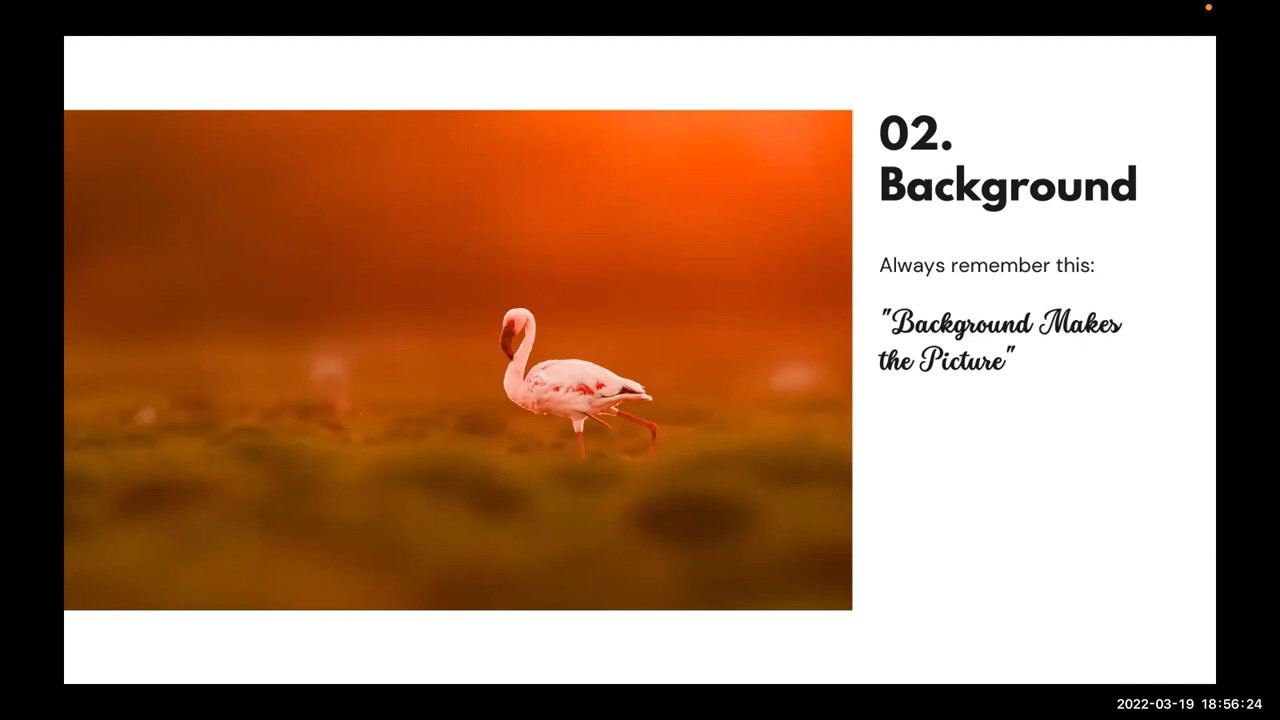 02.
Background
Always remember this:
"Background Makes
the Picture"
2022-03-19 18:56:24